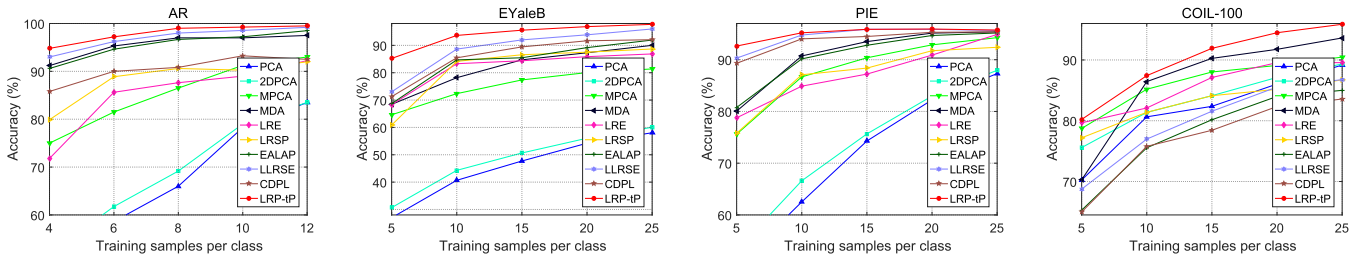 AR
Accuracy (%)
100
90
80
70
60
4
6
8
10
12
Training samples per class
PCA
2DPCA
MPCA
MDA
LRE
LRSP
EALAP
LLRSE
CDPL
LRP-tP
EYaleB
Accuracy (%)
90
80
70
60
50
40
5
10
15
20
25
Training samples per class
PCA
2DPCA
MPCA
MDA
LRE
LRSP
EALAP
LLRSE
CDPL
LRP-tP
PIE
Accuracy (%)
90
80
70
60
5
10
15
20
25
Training samples per class
PCA
2DPCA
MPCA
MDA
LRE
LRSP
EALAP
LLRSE
CDPL
LRP-tP
COIL-100
Accuracy (%)
90
80
70
5
10
15
20
25
Training samples per class
PCA
2DPCA
MPCA
MDA
LRE
LRSP
EALAP
LLRSE
CDPL
LRP-tP